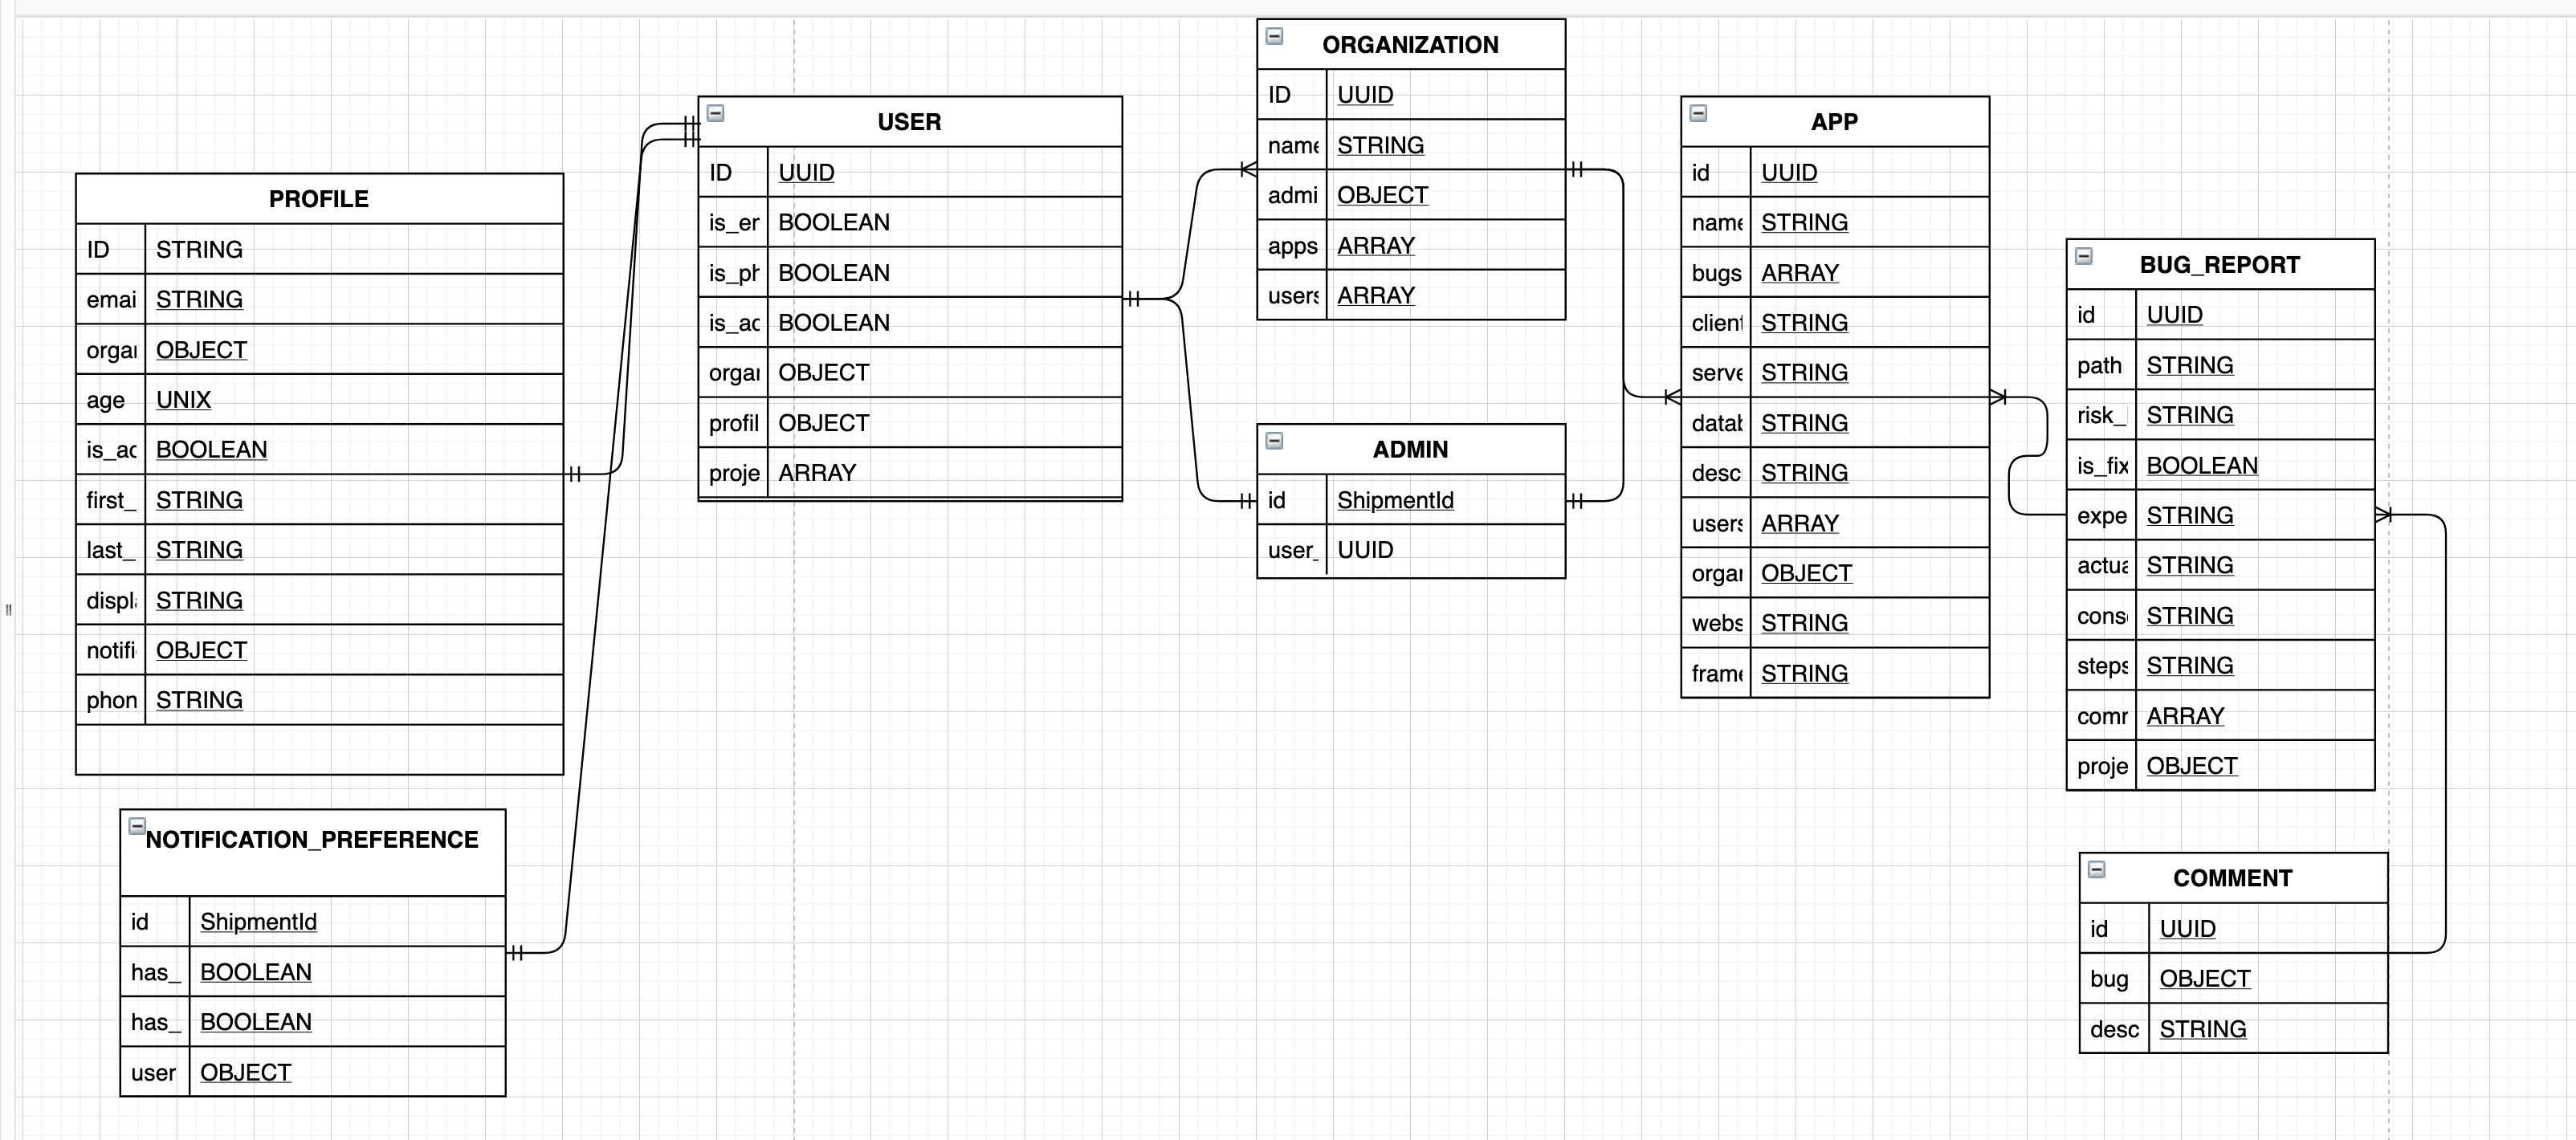 PROFILE
ID STRING
emai STRING
orgar OBJECT
age UNIX
is_ac BOOLEAN
first_ STRING
last_ STRING
displ STRING
notifi OBJECT
phon STRING
NOTIFICATION_PREFERENCE
id ShipmentId
has_ BOOLEAN
has_ BOOLEAN
user OBJECT
USER
ID UUID
is_er BOOLEAN
is_ph BOOLEAN
is_ac BOOLEAN
orgar OBJECT
profil OBJECT
proje ARRAY
ORGANIZATION
ID UUID
name STRING
admi OBJECT
apps ARRAY
users ARRAY
ADMIN
id ShipmentId
user_ UUID
APP
id UUID
name STRING
bugs ARRAY
client STRING
serve STRING
datab STRING
desc STRING
users ARRAY
orgar OBJECT
webs STRING
frame STRING
BUG_REPORT
id UUID
path STRING
risk_ STRING
is_fix BOOLEAN
expe STRING
actua STRING
cons STRING
steps STRING
comr ARRAY
proje OBJECT
COMMENT
id UUID
bug OBJECT
desc STRING